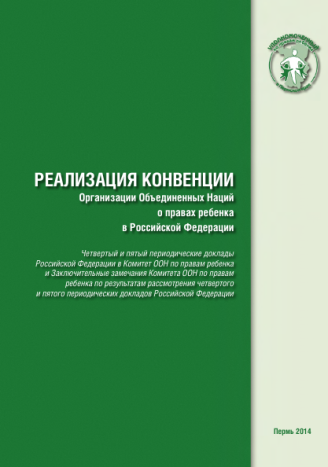 УПОЛНОМОЧЕННЫЙ
РЕАЛИЗАЦИЯ КОНВЕНЦИИ
Организации Объединенных Наций
о правах ребенка
в Российской Федерации
Четвертый и пятый периодические доклады
Российской Федерации в Комитет ООН по правам ребенка
и Заключительные замечания Комитета ООН по правам
ребенка по результатам рассмотрения четвертого
и пятого периодических докладов Российской Федерации
Пермь 2014